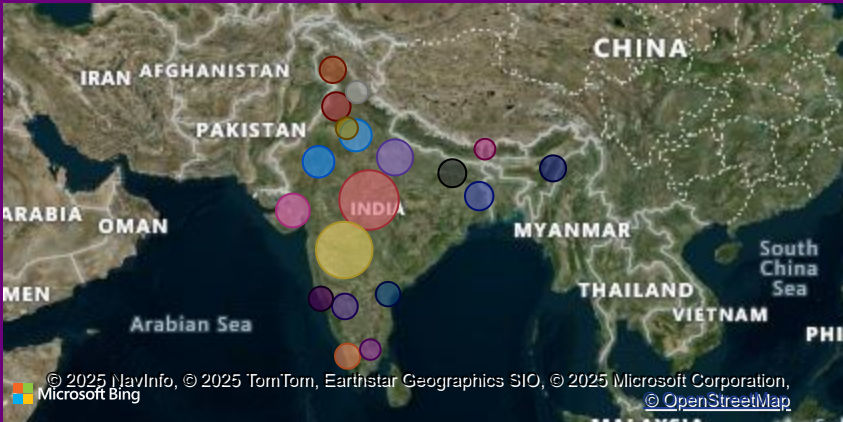 CHINA
IRAN
AFGHANISTAN
PAKISTAN
ARABIA
OMAN
INDIA
MYANMAR
MEN
South
China
Sea
THAILAND
Arabian Sea
VIETNAM
PHI
© 2025 NavInfo, © 2025 TomTom, Earthstar Geographics SIO, © 2025 Microsoft Corporation,
Microsoft Bing
© OpenStreetMap
MALAYSIA